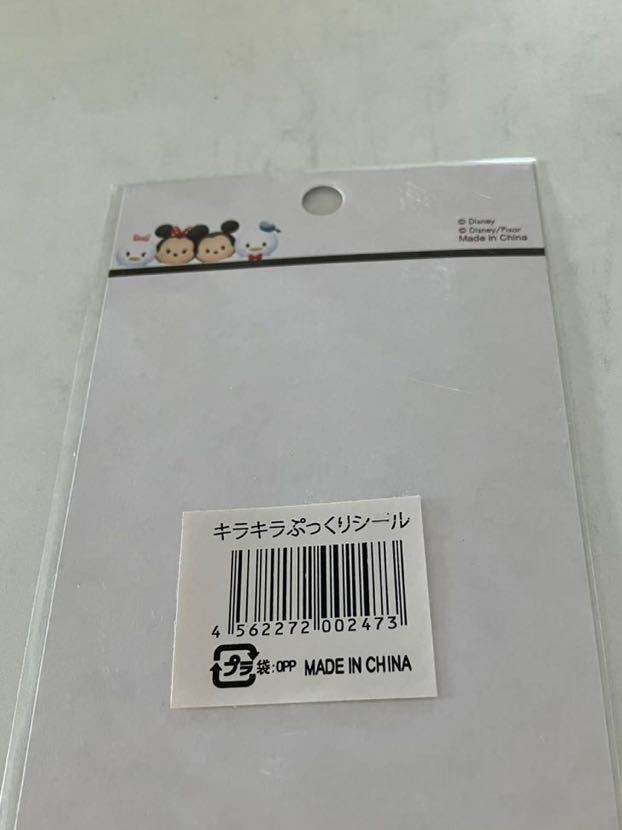 © Disney
© Disney/Pixar
Made in China
キラキラぷっくりシール
4 562272 002473
プラ 袋:OPP MADE IN CHINA